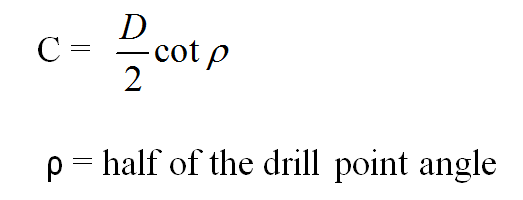 C = D/2 cot ρ
ρ = half of the drill point angle